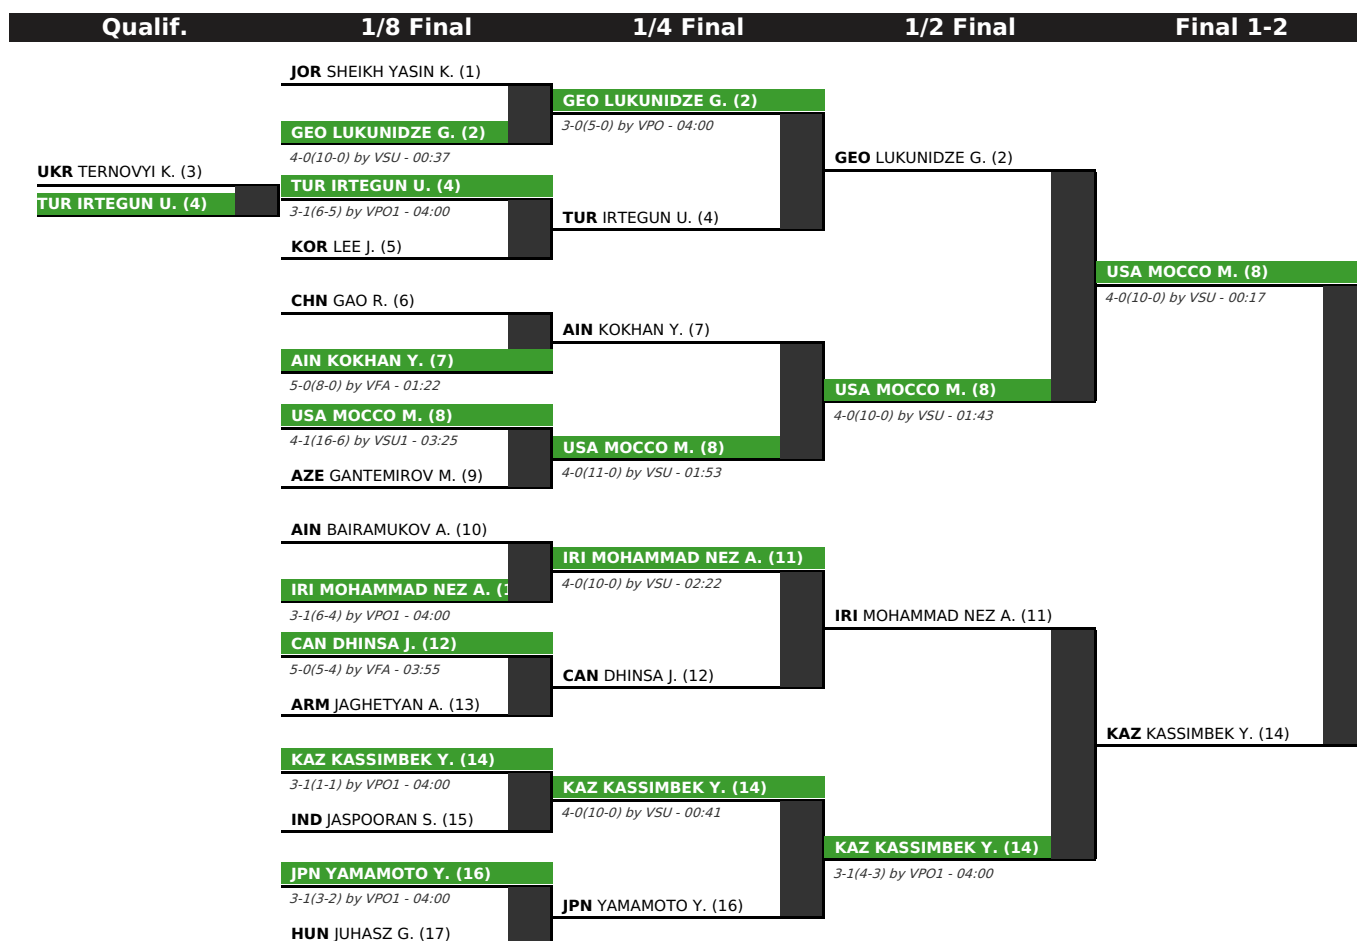 Qualif. 1/8 Final 1/4 Final 1/2 Final Final 1-2
JOR SHEIKH YASIN K. (1)
GEO LUKUNIDZE G. (2)
4-0(10-0) by VSU - 00:37
UKR TERNOVYI K. (3)
TUR IRTEGUN U. (4)
TUR IRTEGUN U. (4)
3-1(6-5) by VPO1 - 04:00
KOR LEE J. (5)
CHN GAO R. (6)
AIN KOKHAN Y. (7)
5-0(8-0) by VFA - 01:22
USA MOCCO M. (8)
4-1(16-6) by VSU1 - 03:25
AZE GANTEMIROV M. (9)
AIN BAIRAMUKOV A. (10)
IRI MOHAMMAD NEZ A. (1
3-1(6-4) by VPO1 - 04:00
CAN DHINSA J. (12)
5-0(5-4) by VFA - 03:55
ARM JAGHETYAN A. (13)
KAZ KASSIMBEK Y. (14)
3-1(1-1) by VPO1 - 04:00
IND JASPOORAN S. (15)
JPN YAMAMOTO Y. (16)
3-1(3-2) by VPO1 - 04:00
HUN JUHASZ G. (17)
GEO LUKUNIDZE G. (2)
3-0(5-0) by VPO - 04:00
TUR IRTEGUN U. (4)
AIN KOKHAN Y. (7)
USA MOCCO M. (8)
4-0(11-0) by VSU - 01:53
IRI MOHAMMAD NEZ A. (11)
4-0(10-0) by VSU - 02:22
CAN DHINSA J. (12)
KAZ KASSIMBEK Y. (14)
4-0(10-0) by VSU - 00:41
JPN YAMAMOTO Y. (16)
GEO LUKUNIDZE G. (2)
USA MOCCO M. (8)
4-0(10-0) by VSU - 01:43
IRI MOHAMMAD NEZ A. (11)
KAZ KASSIMBEK Y. (14)
3-1(4-3) by VPO1 - 04:00
USA MOCCO M. (8)
4-0(10-0) by VSU - 00:17
KAZ KASSIMBEK Y. (14)